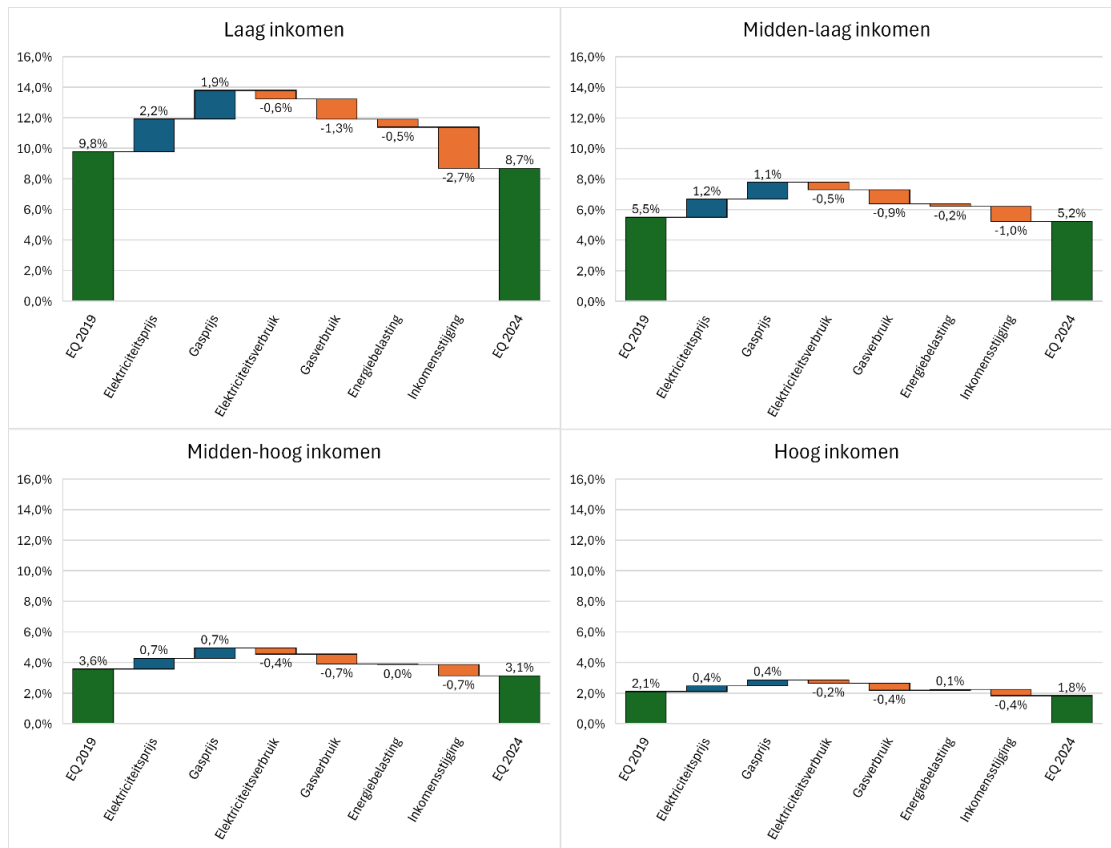 Laag inkomen
16,0%
14,0%
12,0%
10,0%
8,0%
6,0%
4,0%
2,0%
0,0%
9,8%
2,2%
1,9%
-0,6%
-1,3%
-0,5%
-2,7%
8,7%
EQ 2019
Elektriciteitsprijs
Gasprijs
Elektriciteitsverbruik
Gasverbruik
Energiebelasting
Inkomensstijging
EQ 2024
Midden-laag inkomen
16,0%
14,0%
12,0%
10,0%
8,0%
6,0%
4,0%
2,0%
0,0%
5,5%
1,2%
1,1%
-0,5%
-0,9%
-0,2%
-1,0%
5,2%
EQ 2019
Elektriciteitsprijs
Gasprijs
Elektriciteitsverbruik
Gasverbruik
Energiebelasting
Inkomensstijging
EQ 2024
Midden-hoog inkomen
16,0%
14,0%
12,0%
10,0%
8,0%
6,0%
4,0%
2,0%
0,0%
3,6%
0,7%
0,7%
-0,4%
-0,7%
0,0%
-0,7%
3,1%
EQ 2019
Elektriciteitsprijs
Gasprijs
Elektriciteitsverbruik
Gasverbruik
Energiebelasting
Inkomensstijging
EQ 2024
Hoog inkomen
16,0%
14,0%
12,0%
10,0%
8,0%
6,0%
4,0%
2,0%
0,0%
2,1%
0,4%
0,4%
-0,2%
-0,4%
0,1%
-0,4%
1,8%
EQ 2019
Elektriciteitsprijs
Gasprijs
Elektriciteitsverbruik
Gasverbruik
Energiebelasting
Inkomensstijging
EQ 2024